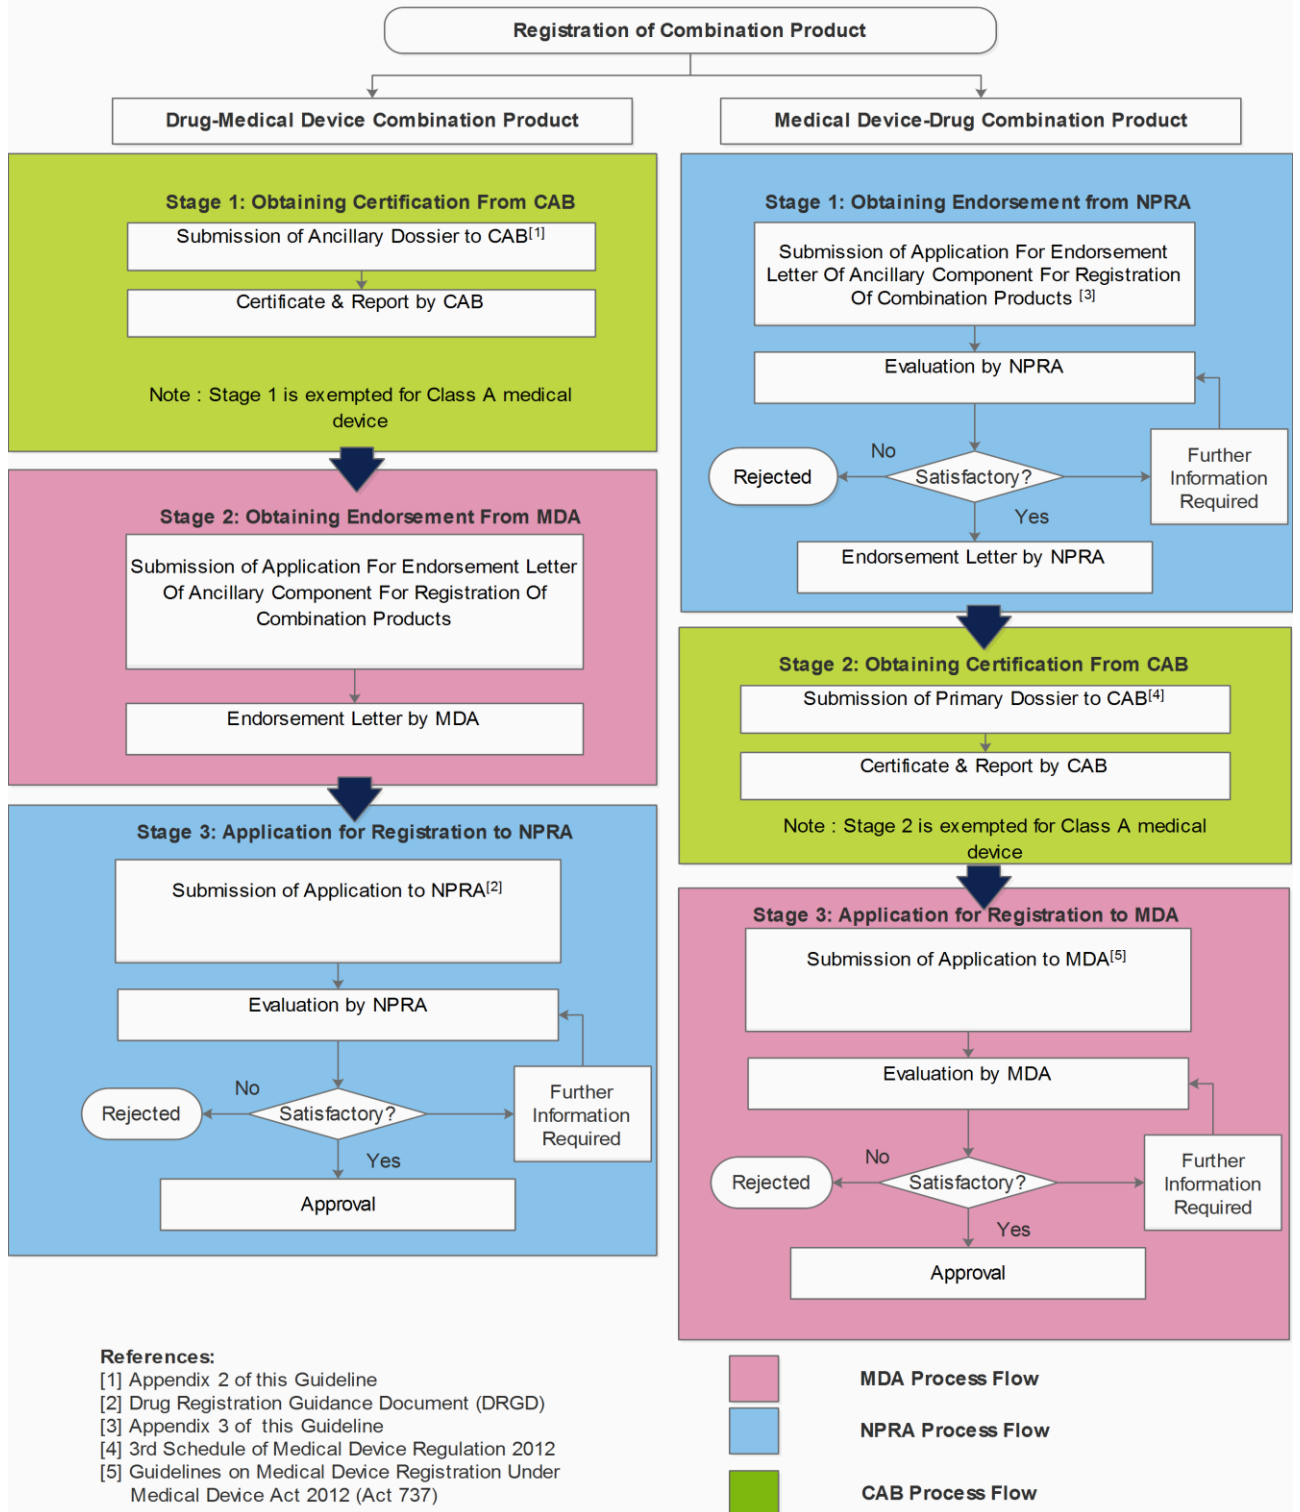 Registration of Combination Product
Drug-Medical Device Combination Product
Stage 1: Obtaining Certification From CAB
Submission of Ancillary Dossier to CAB[1]
Certificate & Report by CAB
Note : Stage 1 is exempted for Class A medical
device
Stage 2: Obtaining Endorsement From MDA
Submission of Application For Endorsement Letter
Of Ancillary Component For Registration Of
Combination Products
Endorsement Letter by MDA
Stage 3: Application for Registration to NPRA
Submission of Application to NPRA[2]
Evaluation by NPRA
No
Rejected
Satisfactory?
Further
Information
Required
Yes
Approval
Medical Device-Drug Combination Product
Stage 1: Obtaining Endorsement from NPRA
Submission of Application For Endorsement
Letter Of Ancillary Component For Registration
Of Combination Products [3]
Evaluation by NPRA
No
Rejected
Satisfactory?
Further
Information
Required
Yes
Endorsement Letter by NPRA
Stage 2: Obtaining Certification From CAB
Submission of Primary Dossier to CAB[4]
Certificate & Report by CAB
Note : Stage 2 is exempted for Class A medical
device
Stage 3: Application for Registration to MDA
Submission of Application to MDA[5]
Evaluation by MDA
No
Rejected
Satisfactory?
Further
Information
Required
Yes
Approval
References:
[1] Appendix 2 of this Guideline
[2] Drug Registration Guidance Document (DRGD)
[3] Appendix 3 of this Guideline
[4] 3rd Schedule of Medical Device Regulation 2012
[5] Guidelines on Medical Device Registration Under
Medical Device Act 2012 (Act 737)
MDA Process Flow
NPRA Process Flow
CAB Process Flow